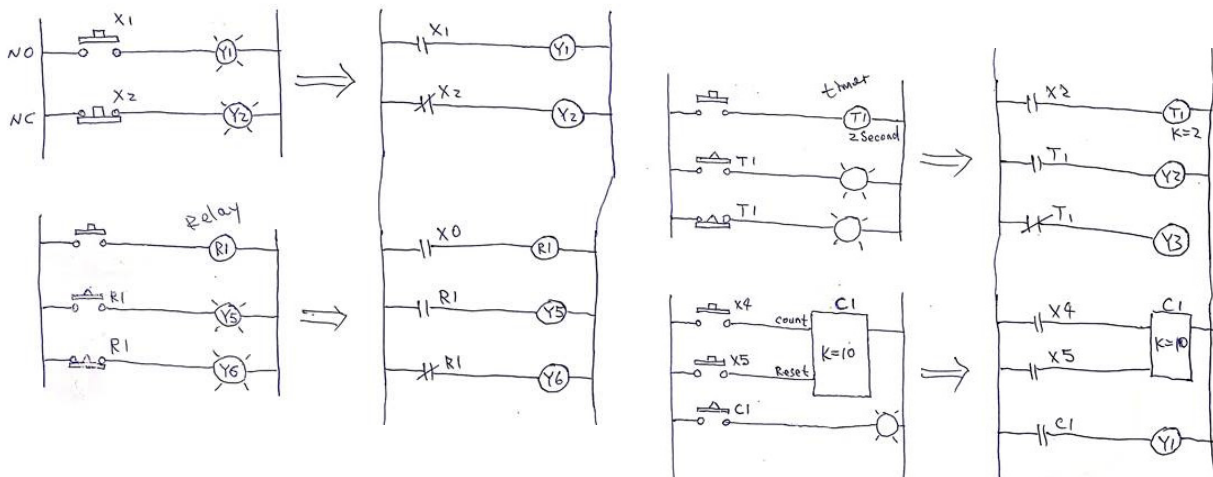 X1
NO
Y1
X2
NC
Y2
X1
Y1
X2
Y2
Relay
R1
R1
Y5
R1
Y6
X0
R1
R1
Y5
R1
Y6
timer
T1
2 Second
T1
T1
X2
T1
K=2
T1
Y2
T1
Y3
X4
count
C1
K=10
X5
Reset
C1
X4
C1
K=10
X5
C1
Y1